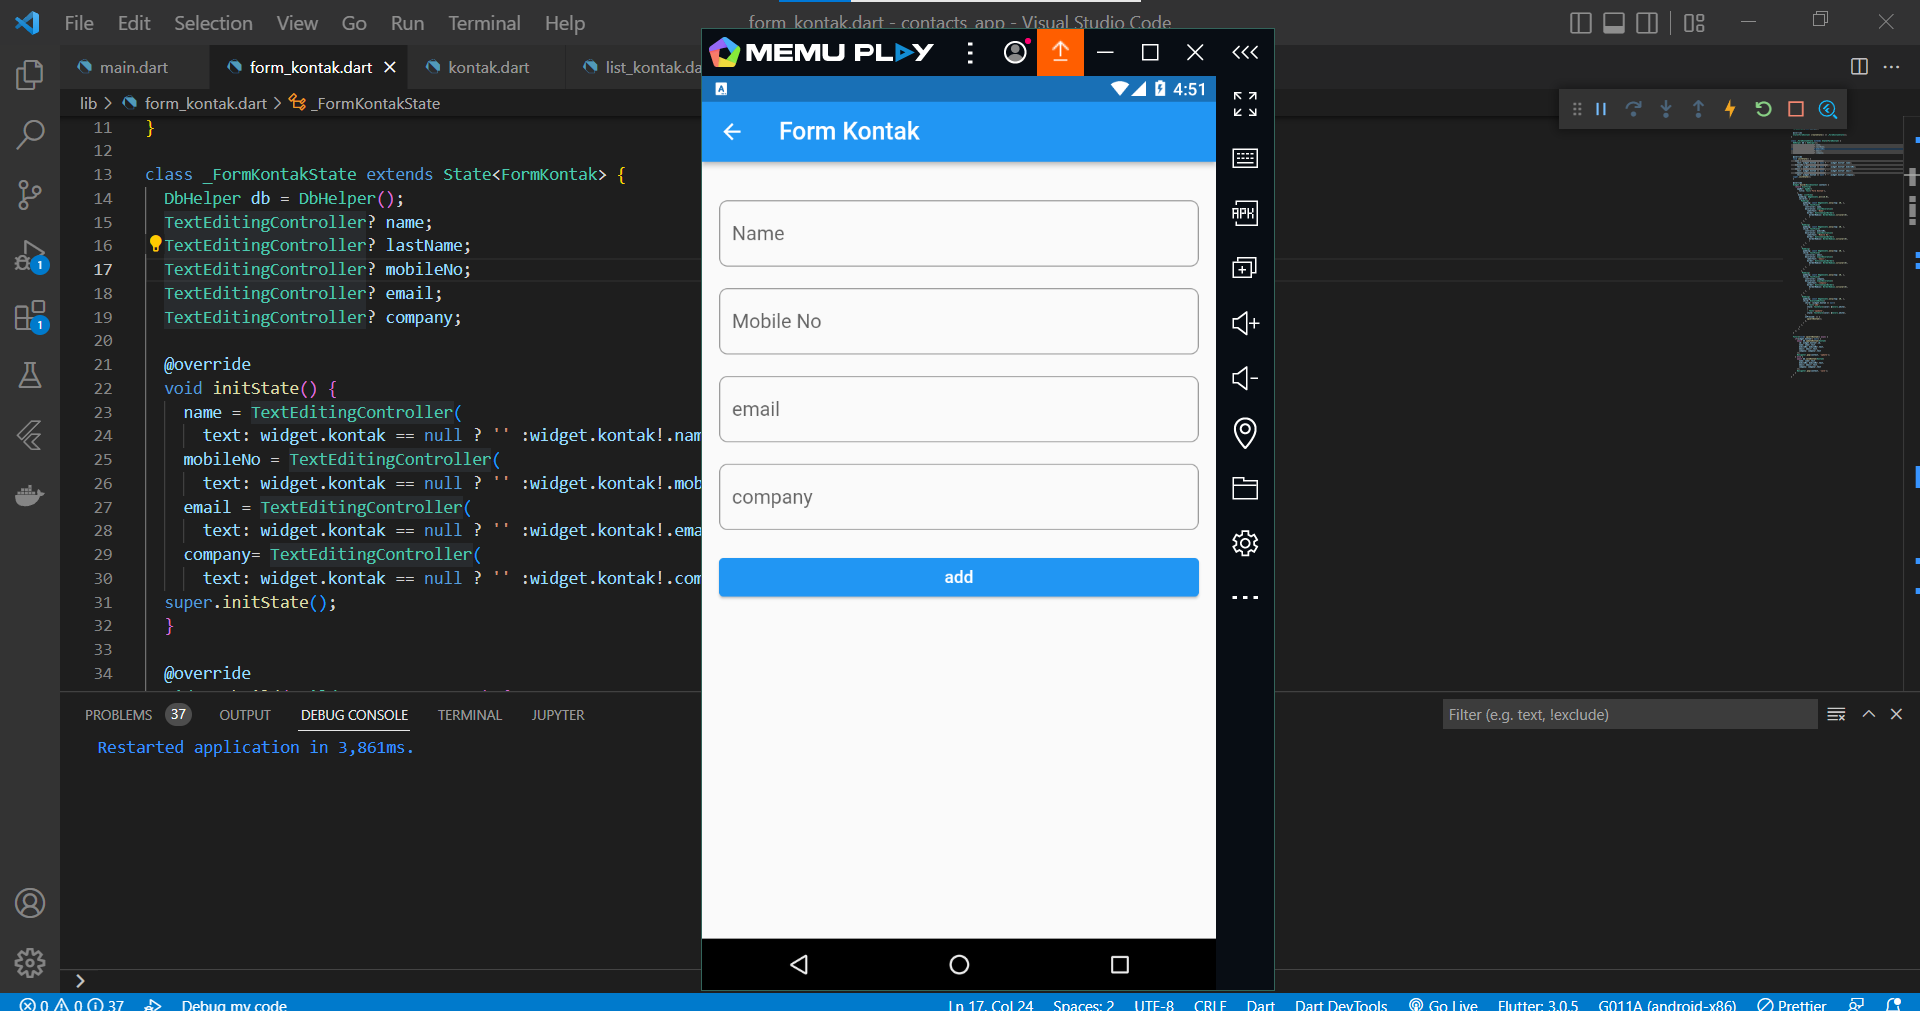 File Edit Selection View Go Run Terminal Help
form_kontak.dart - contacts_app - Visual Studio Code
main.dart
form_kontak.dart
kontak.dart
list_kontak.da
lib > form_kontak.dart > _FormKontakState
11 }
12
13 class _FormKontakState extends State<FormKontak> {
14 DbHelper db = DbHelper();
15 TextEditingController? name;
16 TextEditingController? lastName;
17 TextEditingController? mobileNo;
18 TextEditingController? email;
19 TextEditingController? company;
20
21 @override
22 void initState() {
23 name = TextEditingController(
24 text: widget.kontak == null ? '' :widget.kontak!.nam
25 mobileNo = TextEditingController(
26 text: widget.kontak == null ? '' :widget.kontak!.mob
27 email = TextEditingController(
28 text: widget.kontak == null ? '' :widget.kontak!.ema
29 company= TextEditingController(
30 text: widget.kontak == null ? '' :widget.kontak!.com
31 super.initState();
32 }
33
34 @override
MEMU PLAY
4:51
Form Kontak
Name
Mobile No
email
company
add
APK
1
1
PROBLEMS 37 OUTPUT DEBUG CONSOLE TERMINAL JUPYTER
Filter (e.g. text, !exclude)
Restarted application in 3,861ms.
0 0 37 Debug my code
Ln 17, Col 24 Spaces: 2 UTF-8 CRLF Dart Dart DevTools Go Live Flutter: 3.0.5 G011A (android-x86) Prettier